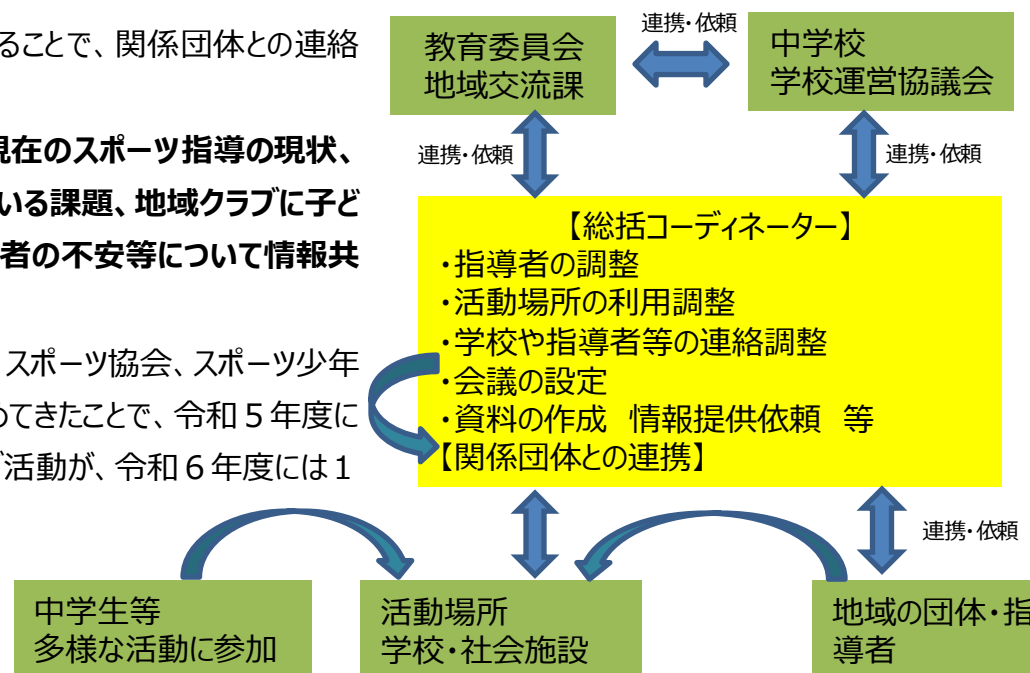 ることで、関係団体との連絡
現在のスポーツ指導の現状、
いる課題、地域クラブに子ど
者の不安等について情報共
スポーツ協会、スポーツ少年
めてきたことで、令和5年度に
活動が、令和6年度には1
教育委員会
地域交流課
連携・依頼
中学校
学校運営協議会
連携・依頼
連携・依頼
【総括コーディネーター】
・指導者の調整
・活動場所の利用調整
・学校や指導者等の連絡調整
・会議の設定
・資料の作成 情報提供依頼 等
【関係団体との連携】
連携・依頼
中学生等
多様な活動に参加
活動場所
学校・社会施設
地域の団体・指
導者